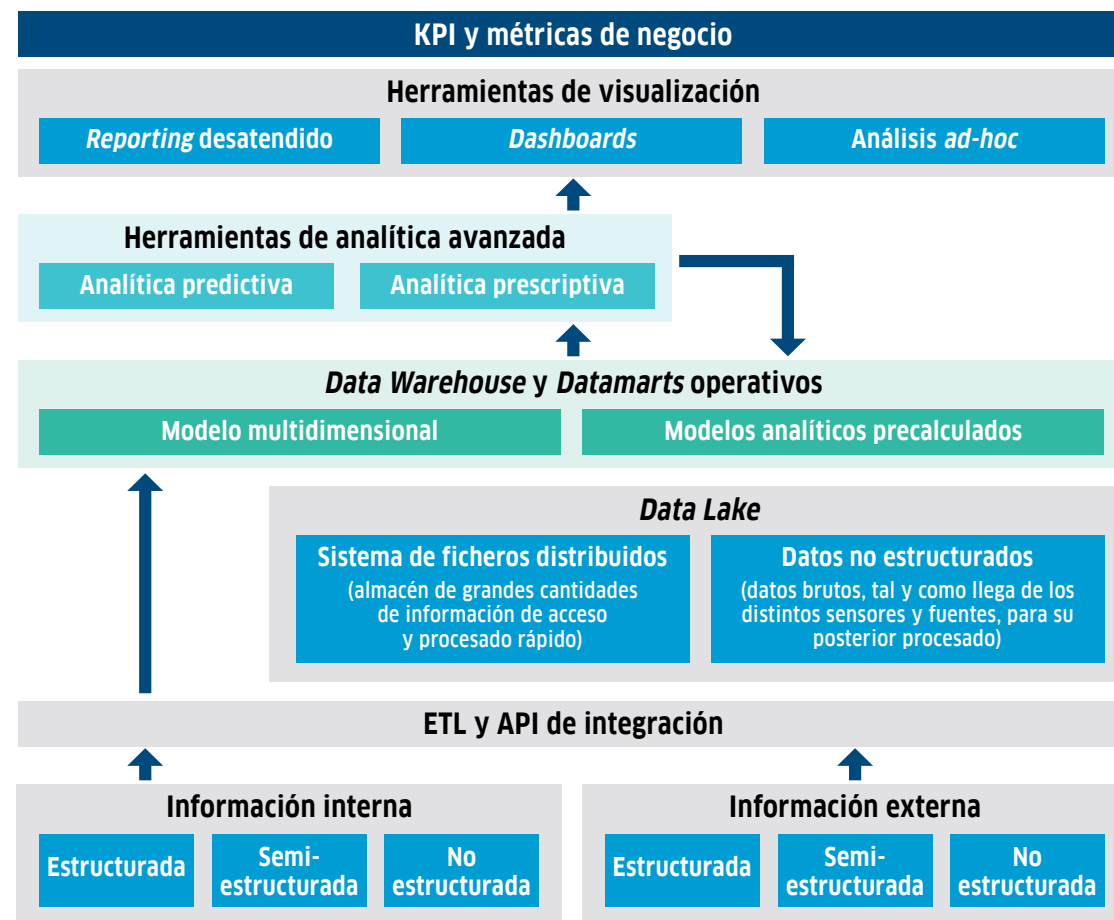 KPI y métricas de negocio
Herramientas de visualización
Reporting desatendido
Dashboards
Análisis ad-hoc
Herramientas de analítica avanzada
Analítica predictiva
Analítica prescriptiva
Data Warehouse y Datamarts operativos
Modelo multidimensional
Modelos analíticos precalculados
Data Lake
Sistema de ficheros distribuidos
(almacén de grandes cantidades
de información de acceso
y procesado rápido)
Datos no estructurados
(datos brutos, tal y como llega de los
distintos sensores y fuentes, para su
posterior procesado)
ETL y API de integración
Información interna
Estructurada
Semi-
estructurada
No
estructurada
Información externa
Estructurada
Semi-
estructurada
No
estructurada